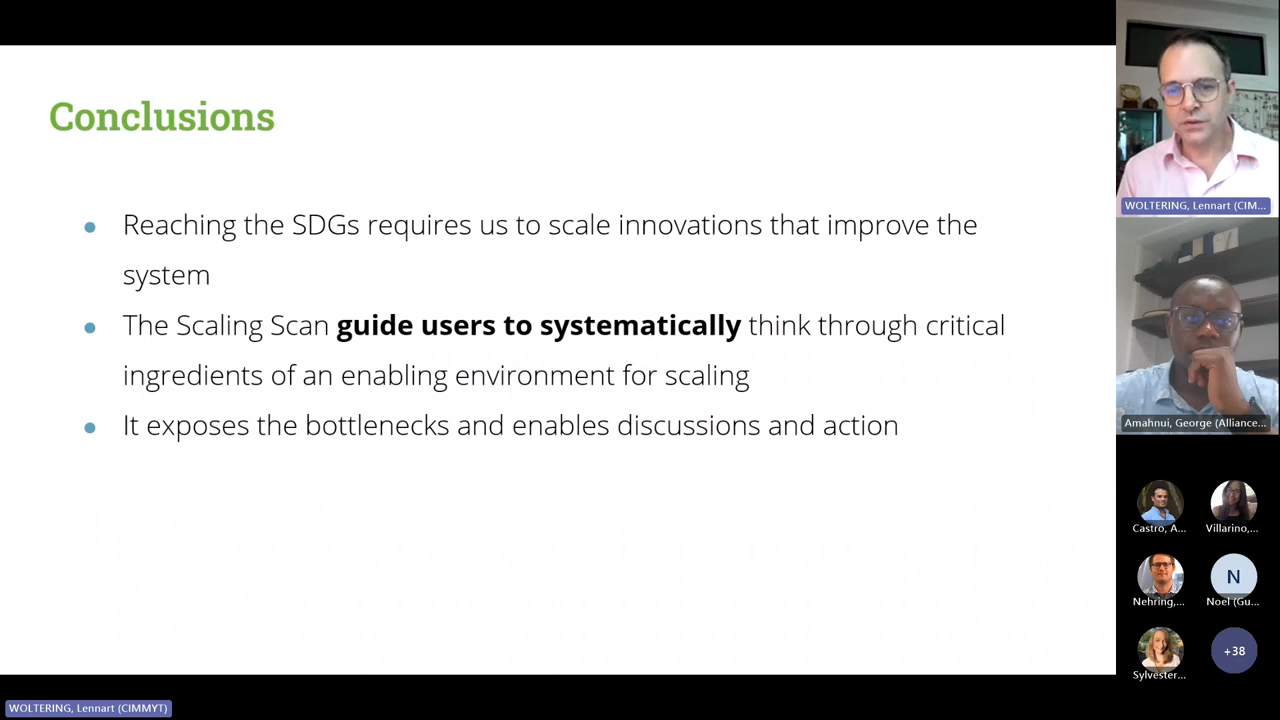 Conclusions
Reaching the SDGs requires us to scale innovations that improve the
system
The Scaling Scan guide users to systematically think through critical
ingredients of an enabling environment for scaling
It exposes the bottlenecks and enables discussions and action
WOLTERING, Lennart (CIM...
Amahnui, George (Alliance...
Castro, A...
Villarino,...
Nehring,...
N
Noel (Gu...
Sylvester...
+38
WOLTERING, Lennart (CIMMYT)